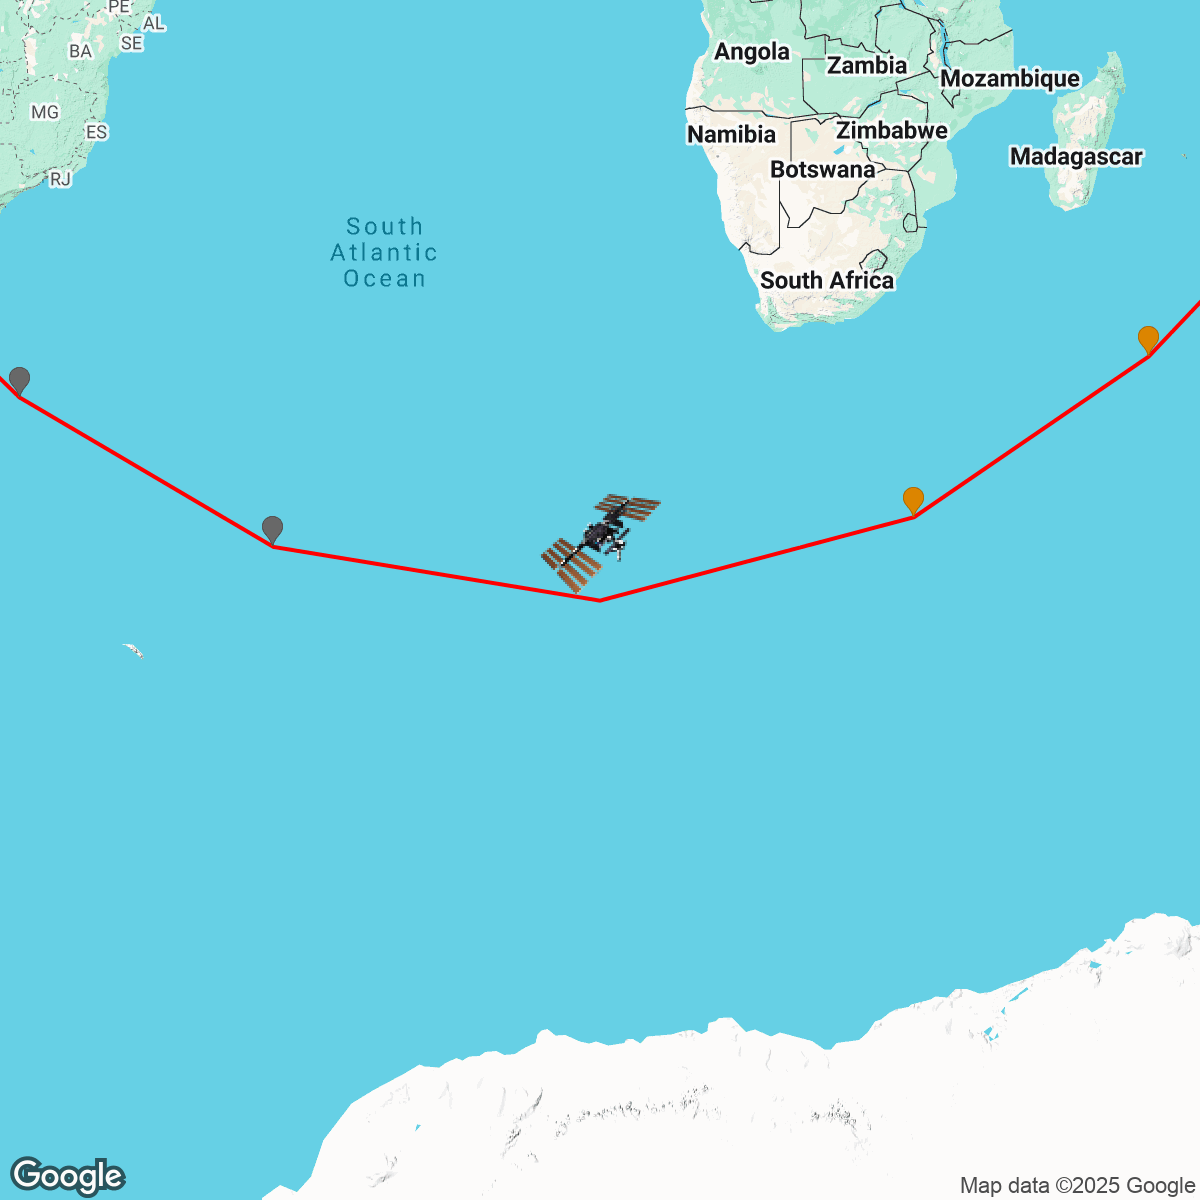 PE
AL
SE
BA
MG
ES
RJ
Angola
Zambia
Mozambique
Namibia
Zimbabwe
Botswana
Madagascar
South
Atlantic
Ocean
South Africa
Google
Map data ©2025 Google